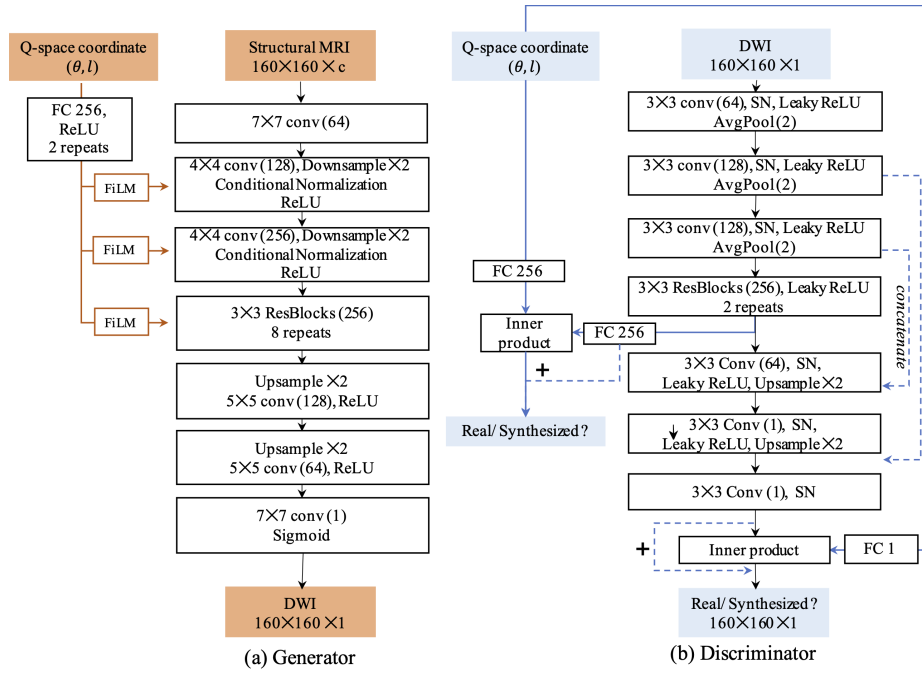 Q-space coordinate
(θ, l)
Structural MRI
160×160 × c
FC 256,
ReLU
2 repeats
7×7 conv (64)
FiLM
4×4 conv (128), Downsample×2
Conditional Normalization
ReLU
FiLM
4×4 conv (256), Downsample×2
Conditional Normalization
ReLU
FiLM
3×3 ResBlocks (256)
8 repeats
Upsample ×2
5×5 conv (128), ReLU
Upsample ×2
5×5 conv (64), ReLU
7×7 conv (1)
Sigmoid
DWI
160×160×1
(a) Generator
Q-space coordinate
(θ, l)
DWI
160×160×1
3×3 conv (64), SN, Leaky ReLU
AvgPool (2)
3×3 conv (128), SN, Leaky ReLU
AvgPool (2)
3×3 conv (128), SN, Leaky ReLU
AvgPool (2)
FC 256
3×3 ResBlocks (256), Leaky ReLU
2 repeats
concatenate
Inner
product
FC 256
+
3×3 Conv (64), SN,
Leaky ReLU, Upsample×2
Real/ Synthesized?
3×3 Conv (1), SN,
Leaky ReLU, Upsample×2
3×3 Conv (1), SN
+
Inner product
FC 1
Real/ Synthesized?
160×160×1
(b) Discriminator